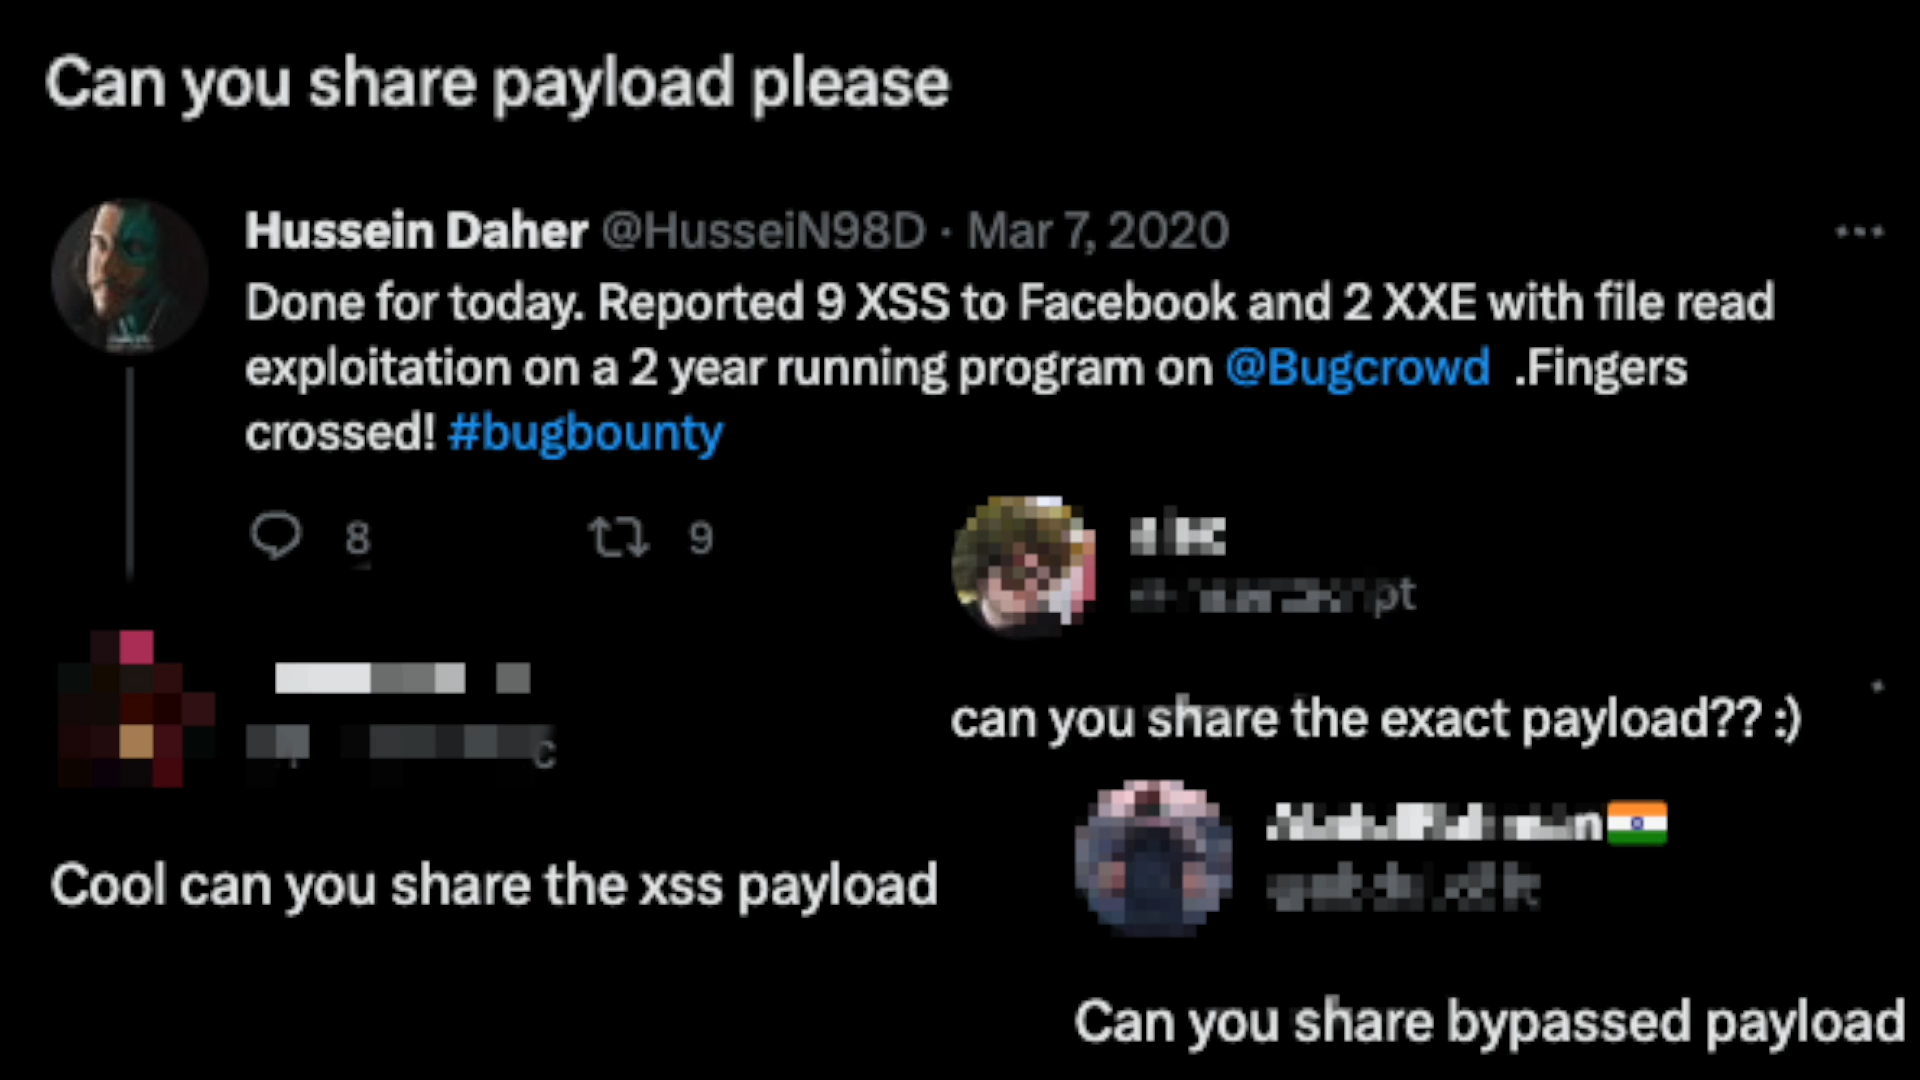 Can you share payload please
Hussein Daher @HusseiN98D · Mar 7, 2020
Done for today. Reported 9 XSS to Facebook and 2 XXE with file read
exploitation on a 2 year running program on @Bugcrowd .Fingers
crossed! #bugbounty
8 9
can you share the exact payload?? :)
Cool can you share the xss payload
Can you share bypassed payload